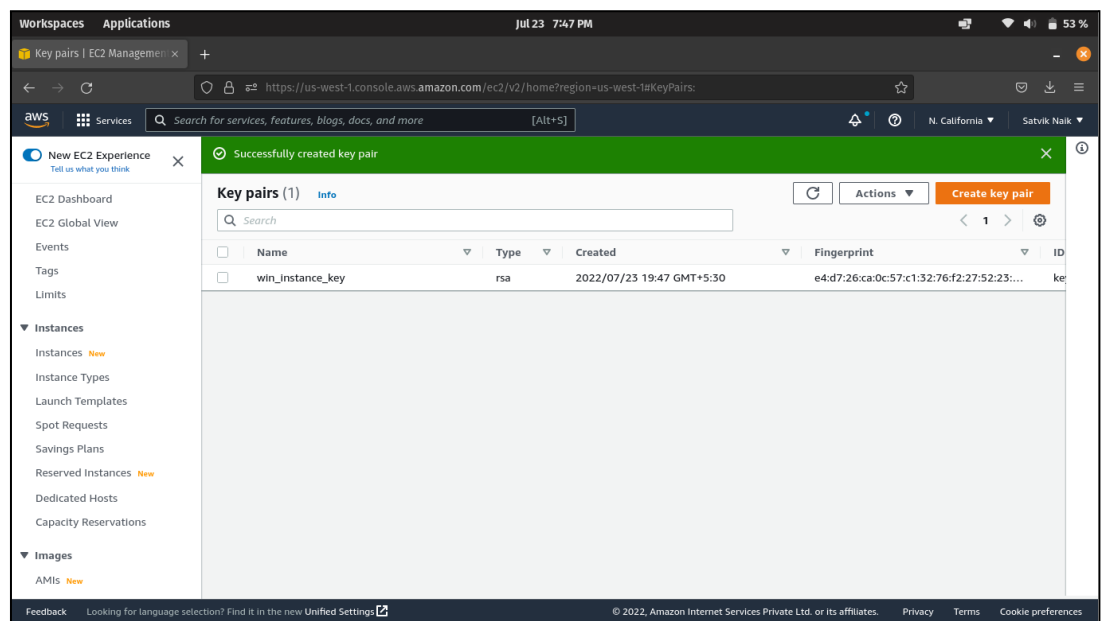 Workspaces Applications Jul 23 7:47 PM 53 %
Key pairs | EC2 Management
https://us-west-1.console.aws.amazon.com/ec2/v2/home?region=us-west-1#KeyPairs:
aws Services Search for services, features, blogs, docs, and more [Alt+S] N. California Satvik Naik
New EC2 Experience
Tell us what you think
Successfully created key pair
EC2 Dashboard
EC2 Global View
Events
Tags
Limits
Instances
Instances New
Instance Types
Launch Templates
Spot Requests
Savings Plans
Reserved Instances New
Dedicated Hosts
Capacity Reservations
Images
AMIs New
Key pairs (1) Info
Actions Create key pair
Search
1
Name Type Created Fingerprint ID
win_instance_key rsa 2022/07/23 19:47 GMT+5:30 e4:d7:26:ca:0c:57:c1:32:76:f2:27:52:23:...
Feedback Looking for language selection? Find it in the new Unified Settings © 2022, Amazon Internet Services Private Ltd. or its affiliates. Privacy Terms Cookie preferences